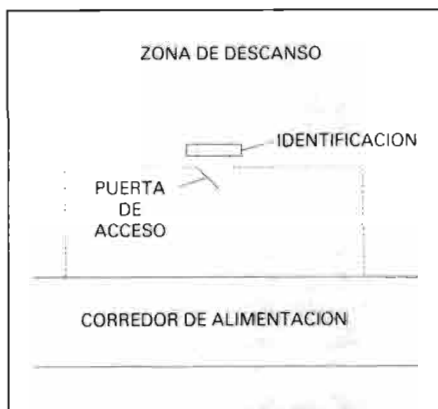 ZONA DE DESCANSO
IDENTIFICACION
PUERTA
DE
ACCESO
CORREDOR DE ALIMENTACION